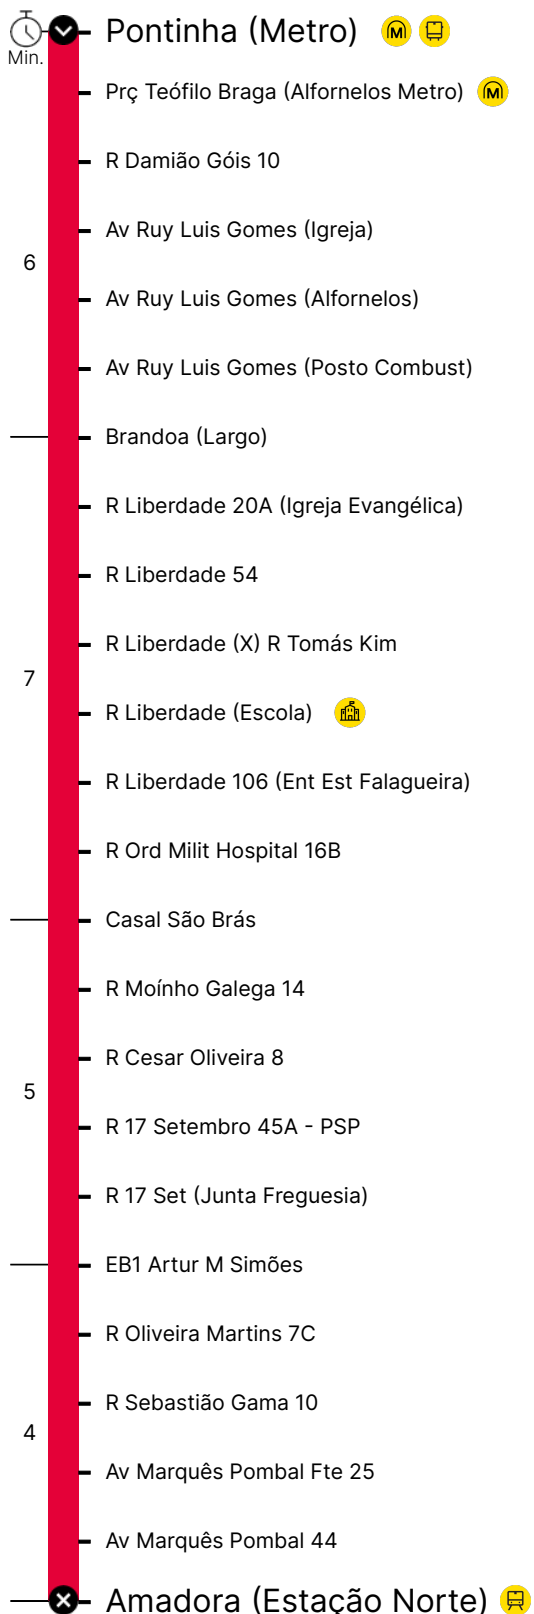 Pontinha (Metro) M
Min.
Prç Teófilo Braga (Alfornelos Metro) M
R Damião Góis 10
Av Ruy Luis Gomes (Igreja)
6
Av Ruy Luis Gomes (Alfornelos)
Av Ruy Luis Gomes (Posto Combust)
Brandoa (Largo)
R Liberdade 20A (Igreja Evangélica)
R Liberdade 54
R Liberdade (X) R Tomás Kim
7
R Liberdade (Escola)
R Liberdade 106 (Ent Est Falagueira)
R Ord Milit Hospital 16B
Casal São Brás
R Moínho Galega 14
R Cesar Oliveira 8
5
R 17 Setembro 45A - PSP
R 17 Set (Junta Freguesia)
EB1 Artur M Simões
R Oliveira Martins 7C
R Sebastião Gama 10
4
Av Marquês Pombal Fte 25
Av Marquês Pombal 44
Amadora (Estação Norte)